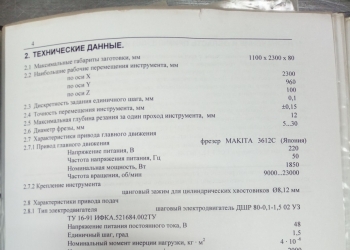 4
2. ТЕХНИЧЕСКИЕ ДАННЫЕ.
2.1 Максимальные габариты заготовки, мм 1100 x 2300 x 80
2.2 Наибольшие рабочие перемещения инструмента, мм
по оси X 2300
по оси Y 960
по оси Z 100
2.3 Дискретность задания единичного шага, мм 0,1
2.4 Точность перемещения инструмента, мм ±0,15
2.5 Максимальная глубина резания за один проход инструмента, мм 12
2.6 Диаметр фрезы, мм 5...30
2.7 Характеристики привода главного движения
2.7.1 Привод главного движения фрезер MAKITA 3612C (Япония)
Напряжение питания, В 220
Частота напряжения питания, Гц 50
Номинальная мощность, Вт 1850
Частота вращения, об/мин 9000...23000
2.7.2 Крепление инструмента
цанговый зажим для цилиндрических хвостовиков Ø8,12 мм
2.8 Характеристики привода подач
2.8.1 Тип электродвигателя шаговый электродвигатель ДШР 80-0,1-1,5 02 УЗ
ТУ 16-91 ИФКА.521684.002ТУ
Напряжение питания постоянного тока, В 48
Единичный шаг, град. 1,5
Номинальный момент инерции нагрузки, кг м²